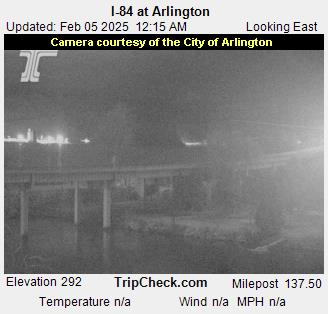 I-84 at Arlington
Updated: Feb 05 2025 12:15 AM Looking East
Camera courtesy of the City of Arlington
Elevation 292 TripCheck.com Milepost 137.50
Temperature n/a Wind n/a MPH n/a